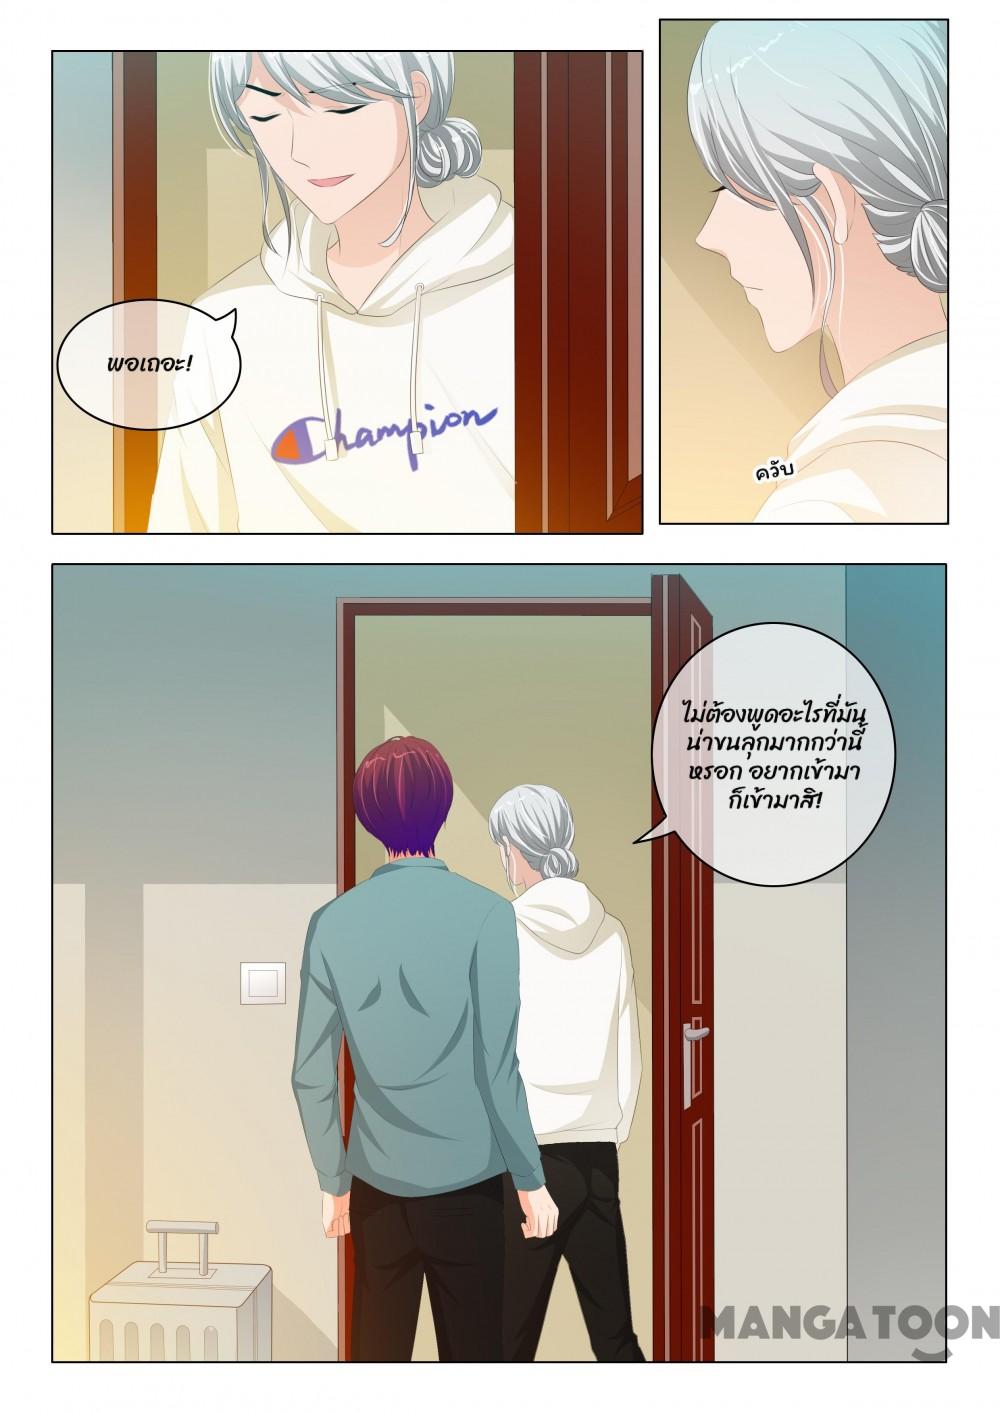 พอเถอะ!
Champion
ควับ
ไม่ต้องพูดอะไรที่มัน
น่าขนลุกมากกว่านี้
หรอก อยากเข้ามา
ก็เข้ามาสิ!
MANGATOON